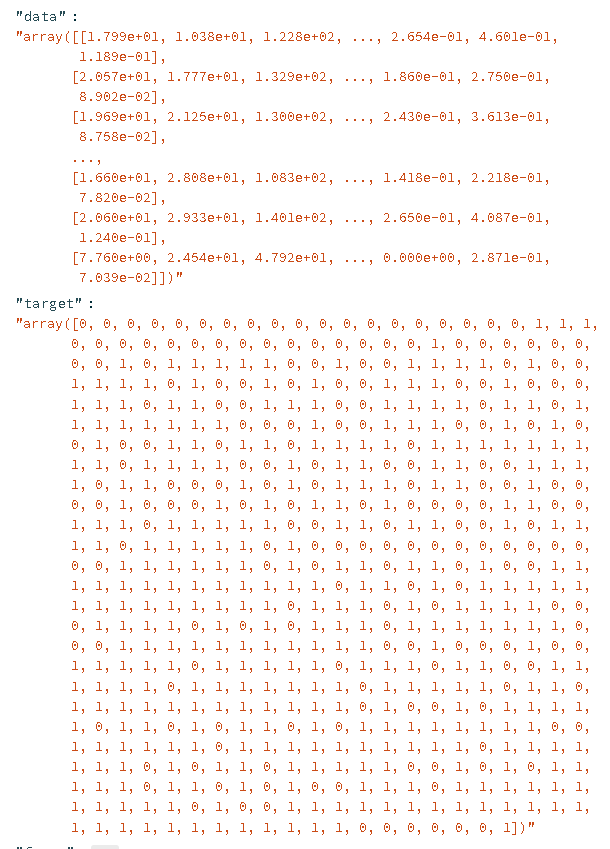 "data" :
"array([[1.799e+01, 1.038e+01, 1.228e+02, ..., 2.654e-01, 4.601e-01,
1.189e-01],
[2.057e+01, 1.777e+01, 1.329e+02, ..., 1.860e-01, 2.750e-01,
8.902e-02],
[1.969e+01, 2.125e+01, 1.300e+02, ..., 2.430e-01, 3.613e-01,
8.758e-02],
...,
[1.660e+01, 2.808e+01, 1.083e+02, ..., 1.418e-01, 2.218e-01,
7.820e-02],
[2.060e+01, 2.933e+01, 1.401e+02, ..., 2.650e-01, 4.087e-01,
1.240e-01],
[7.760e+00, 2.454e+01, 4.792e+01, ..., 0.000e+00, 2.871e-01,
7.039e-02]])"
"target" :
"array([0, 0, 0, 0, 0, 0, 0, 0, 0, 0, 0, 0, 0, 0, 0, 0, 0, 0, 0, 1, 1, 1,
0, 0, 0, 0, 0, 0, 0, 0, 0, 0, 0, 0, 0, 0, 0, 1, 0, 0, 0, 0, 0, 0,
0, 0, 1, 0, 1, 1, 1, 1, 1, 0, 0, 1, 0, 0, 1, 1, 1, 1, 0, 1, 0, 0,
1, 1, 1, 1, 0, 1, 0, 0, 1, 0, 1, 0, 0, 1, 1, 1, 0, 0, 1, 0, 0, 0,
1, 1, 1, 0, 1, 1, 0, 0, 1, 1, 1, 0, 0, 1, 1, 1, 1, 0, 1, 1, 0, 1,
1, 1, 1, 1, 1, 1, 1, 0, 0, 0, 1, 0, 0, 1, 1, 1, 0, 0, 1, 0, 1, 0,
0, 1, 0, 0, 1, 1, 0, 1, 1, 0, 1, 1, 1, 1, 0, 1, 1, 1, 1, 1, 1, 1,
1, 1, 0, 1, 1, 1, 1, 0, 0, 1, 0, 1, 1, 0, 0, 1, 1, 0, 0, 1, 1, 1,
1, 0, 1, 1, 0, 0, 0, 1, 0, 1, 0, 1, 1, 1, 0, 1, 1, 0, 0, 1, 0, 0,
0, 0, 1, 0, 0, 0, 1, 0, 1, 0, 1, 1, 0, 1, 0, 0, 0, 0, 1, 1, 0, 0,
1, 1, 1, 0, 1, 1, 1, 1, 1, 0, 0, 1, 1, 0, 1, 1, 0, 0, 1, 0, 1, 1,
1, 1, 0, 1, 1, 1, 1, 1, 0, 1, 0, 0, 0, 0, 0, 0, 0, 0, 0, 0, 0, 0,
0, 0, 1, 1, 1, 1, 1, 1, 0, 1, 0, 1, 1, 0, 1, 1, 0, 1, 0, 0, 1, 1,
1, 1, 1, 1, 1, 1, 1, 1, 1, 1, 1, 0, 1, 1, 0, 1, 0, 1, 1, 1, 1, 1,
1, 1, 1, 1, 1, 1, 1, 1, 1, 0, 1, 1, 1, 0, 1, 0, 1, 1, 1, 1, 0, 0,
0, 1, 1, 1, 1, 0, 1, 0, 1, 0, 1, 1, 1, 0, 1, 1, 1, 1, 1, 1, 1, 0,
0, 0, 1, 1, 1, 1, 1, 1, 1, 1, 1, 1, 1, 0, 0, 1, 0, 0, 0, 1, 0, 0,
1, 1, 1, 1, 1, 0, 1, 1, 1, 1, 1, 0, 1, 1, 1, 0, 1, 1, 0, 0, 1, 1,
1, 1, 1, 1, 0, 1, 1, 1, 1, 1, 1, 1, 0, 1, 1, 1, 1, 1, 0, 1, 1, 0,
1, 1, 1, 1, 1, 1, 1, 1, 1, 1, 1, 1, 0, 1, 0, 0, 1, 0, 1, 1, 1, 1,
1, 0, 1, 1, 0, 1, 0, 1, 1, 0, 1, 0, 1, 1, 1, 1, 1, 1, 1, 1, 0, 0,
1, 1, 1, 1, 1, 1, 0, 1, 1, 1, 1, 1, 1, 1, 1, 1, 1, 0, 1, 1, 1, 1,
1, 1, 1, 0, 1, 0, 1, 1, 0, 1, 1, 1, 1, 1, 0, 0, 1, 0, 1, 0, 1, 1,
1, 1, 1, 0, 1, 1, 0, 1, 0, 1, 0, 0, 1, 1, 1, 0, 1, 1, 1, 1, 1, 1,
1, 1, 1, 1, 1, 0, 1, 0, 0, 1, 1, 1, 1, 1, 1, 1, 1, 1, 1, 1, 1, 1,
1, 1, 1, 1, 1, 1, 1, 1, 1, 1, 1, 1, 0, 0, 0, 0, 0, 0, 1])"